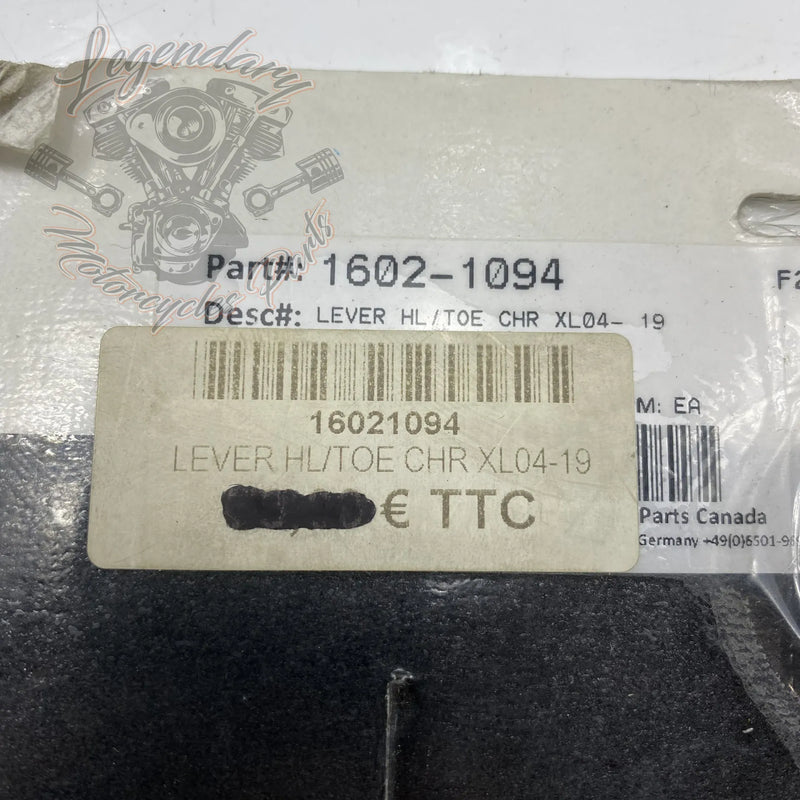 Legendary
Motorcycles Parts
Part#: 1602-1094
Desc#: LEVER HL/TOE CHR XL04- 19
16021094
LEVER HL/TOE CHR XL04-19
€ TTC
M: EA
Parts Canada
Germany +49(0)6501-96